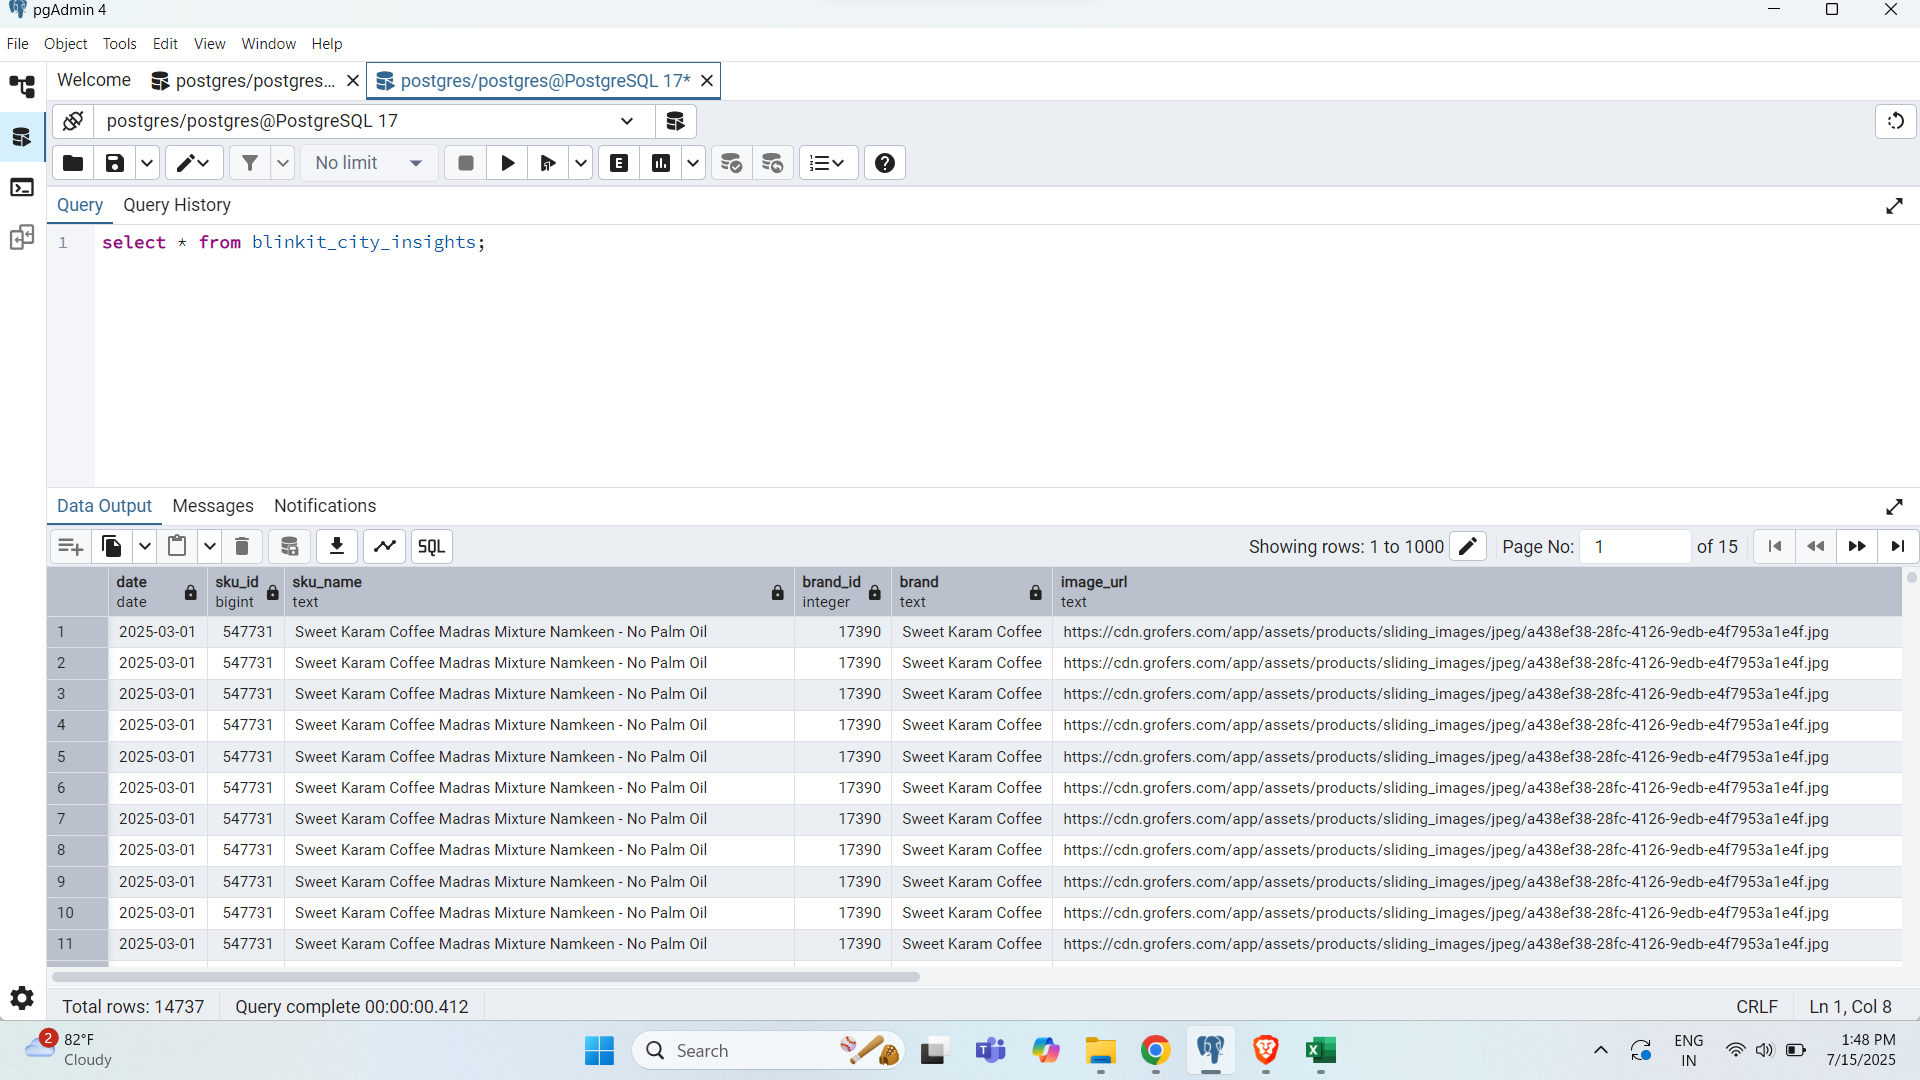 pgAdmin 4
File Object Tools Edit View Window Help
Welcome postgres/postgres... postgres/postgres@PostgreSQL 17*
postgres/postgres@PostgreSQL 17
No limit E
Query Query History
1 select * from blinkit_city_insights;
Data Output Messages Notifications
SQL Showing rows: 1 to 1000 Page No: 1 of 15
date sku_id sku_name brand_id brand image_url
date bigint text integer text text
1 2025-03-01 547731 Sweet Karam Coffee Madras Mixture Namkeen - No Palm Oil 17390 Sweet Karam Coffee https://cdn.grofers.com/app/assets/products/sliding_images/jpeg/a438ef38-28fc-4126-9edb-e4f7953a1e4f.jpg
2 2025-03-01 547731 Sweet Karam Coffee Madras Mixture Namkeen - No Palm Oil 17390 Sweet Karam Coffee https://cdn.grofers.com/app/assets/products/sliding_images/jpeg/a438ef38-28fc-4126-9edb-e4f7953a1e4f.jpg
3 2025-03-01 547731 Sweet Karam Coffee Madras Mixture Namkeen - No Palm Oil 17390 Sweet Karam Coffee https://cdn.grofers.com/app/assets/products/sliding_images/jpeg/a438ef38-28fc-4126-9edb-e4f7953a1e4f.jpg
4 2025-03-01 547731 Sweet Karam Coffee Madras Mixture Namkeen - No Palm Oil 17390 Sweet Karam Coffee https://cdn.grofers.com/app/assets/products/sliding_images/jpeg/a438ef38-28fc-4126-9edb-e4f7953a1e4f.jpg
5 2025-03-01 547731 Sweet Karam Coffee Madras Mixture Namkeen - No Palm Oil 17390 Sweet Karam Coffee https://cdn.grofers.com/app/assets/products/sliding_images/jpeg/a438ef38-28fc-4126-9edb-e4f7953a1e4f.jpg
6 2025-03-01 547731 Sweet Karam Coffee Madras Mixture Namkeen - No Palm Oil 17390 Sweet Karam Coffee https://cdn.grofers.com/app/assets/products/sliding_images/jpeg/a438ef38-28fc-4126-9edb-e4f7953a1e4f.jpg
7 2025-03-01 547731 Sweet Karam Coffee Madras Mixture Namkeen - No Palm Oil 17390 Sweet Karam Coffee https://cdn.grofers.com/app/assets/products/sliding_images/jpeg/a438ef38-28fc-4126-9edb-e4f7953a1e4f.jpg
8 2025-03-01 547731 Sweet Karam Coffee Madras Mixture Namkeen - No Palm Oil 17390 Sweet Karam Coffee https://cdn.grofers.com/app/assets/products/sliding_images/jpeg/a438ef38-28fc-4126-9edb-e4f7953a1e4f.jpg
9 2025-03-01 547731 Sweet Karam Coffee Madras Mixture Namkeen - No Palm Oil 17390 Sweet Karam Coffee https://cdn.grofers.com/app/assets/products/sliding_images/jpeg/a438ef38-28fc-4126-9edb-e4f7953a1e4f.jpg
10 2025-03-01 547731 Sweet Karam Coffee Madras Mixture Namkeen - No Palm Oil 17390 Sweet Karam Coffee https://cdn.grofers.com/app/assets/products/sliding_images/jpeg/a438ef38-28fc-4126-9edb-e4f7953a1e4f.jpg
11 2025-03-01 547731 Sweet Karam Coffee Madras Mixture Namkeen - No Palm Oil 17390 Sweet Karam Coffee https://cdn.grofers.com/app/assets/products/sliding_images/jpeg/a438ef38-28fc-4126-9edb-e4f7953a1e4f.jpg
Total rows: 14737 Query complete 00:00:00.412 CRLF Ln 1, Col 8
2 82°F Search ENG 1:48 PM
Cloudy IN 7/15/2025